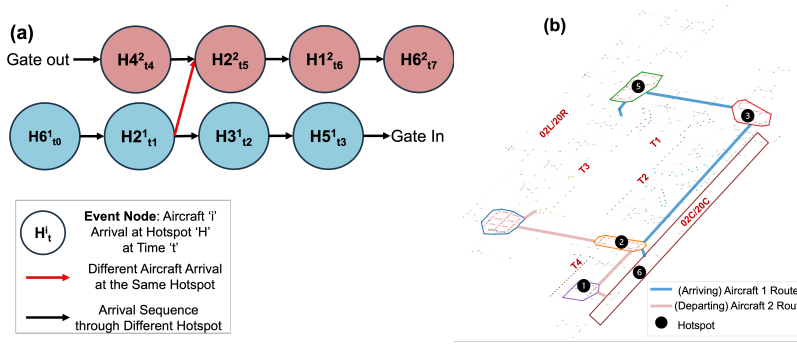 (a)
Gate out
H4²t4
H2²t5
H1²t6
H6²t7
H6¹t0
H2¹t1
H3¹t2
H5¹t3
Gate In
Hⁱt
Event Node: Aircraft ‘i’
Arrival at Hotspot ‘H’
at Time ‘t’
Different Aircraft Arrival
at the Same Hotspot
Arrival Sequence
through Different Hotspot
(b)
5
3
02L/20R
T1
T3
T2
02C/20C
2
T4
6
1
(Arriving) Aircraft 1 Route
(Departing) Aircraft 2 Rout
Hotspot